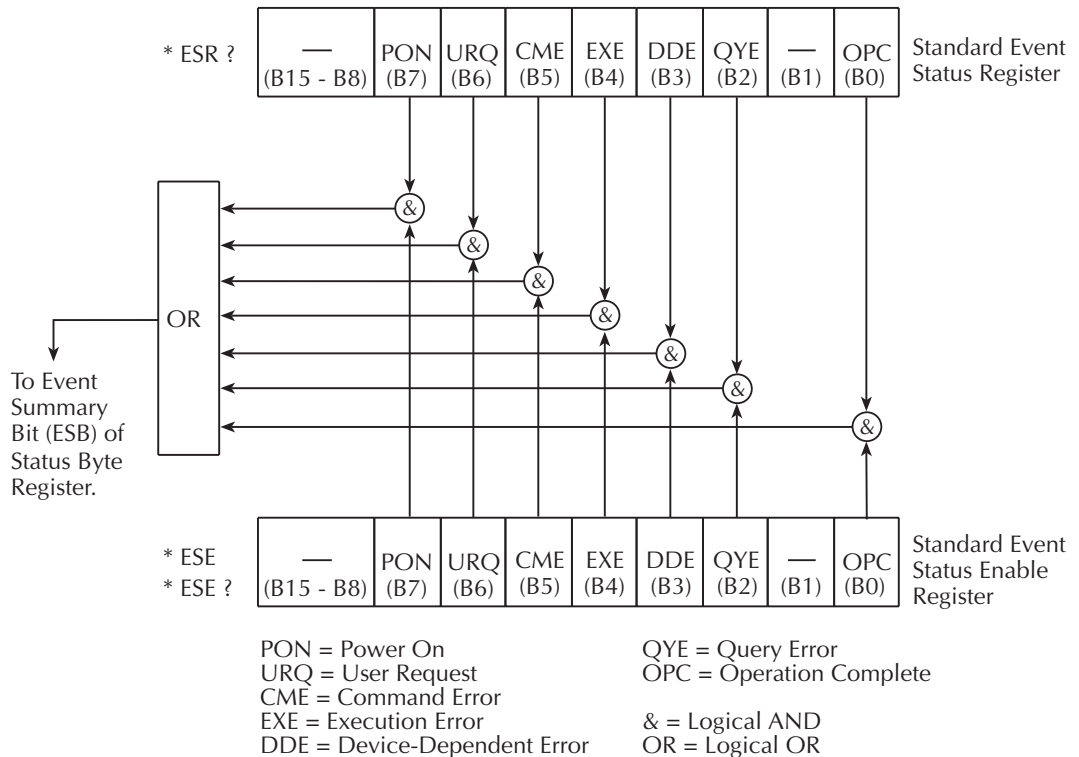 * ESR ?
— PON URQ CME EXE DDE QYE — OPC
(B15 - B8) (B7) (B6) (B5) (B4) (B3) (B2) (B1) (B0)
Standard Event
Status Register
&
&
&
&
&
&
&
OR
To Event
Summary
Bit (ESB) of
Status Byte
Register.
* ESE
* ESE ?
— PON URQ CME EXE DDE QYE — OPC
(B15 - B8) (B7) (B6) (B5) (B4) (B3) (B2) (B1) (B0)
Standard Event
Status Enable
Register
PON = Power On
URQ = User Request
CME = Command Error
EXE = Execution Error
DDE = Device-Dependent Error
QYE = Query Error
OPC = Operation Complete
& = Logical AND
OR = Logical OR